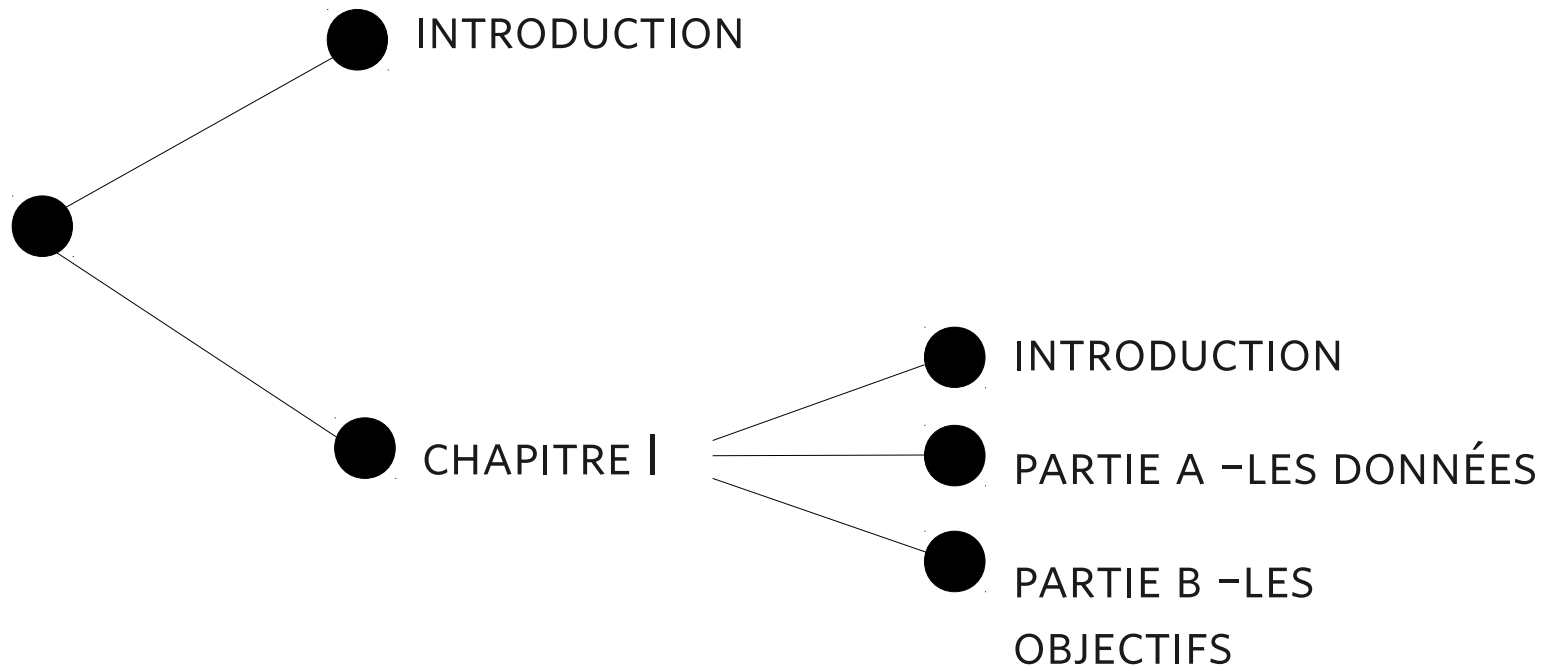 INTRODUCTION
CHAPITRE I
INTRODUCTION
PARTIE A –LES DONNÉES
PARTIE B –LES
OBJECTIFS